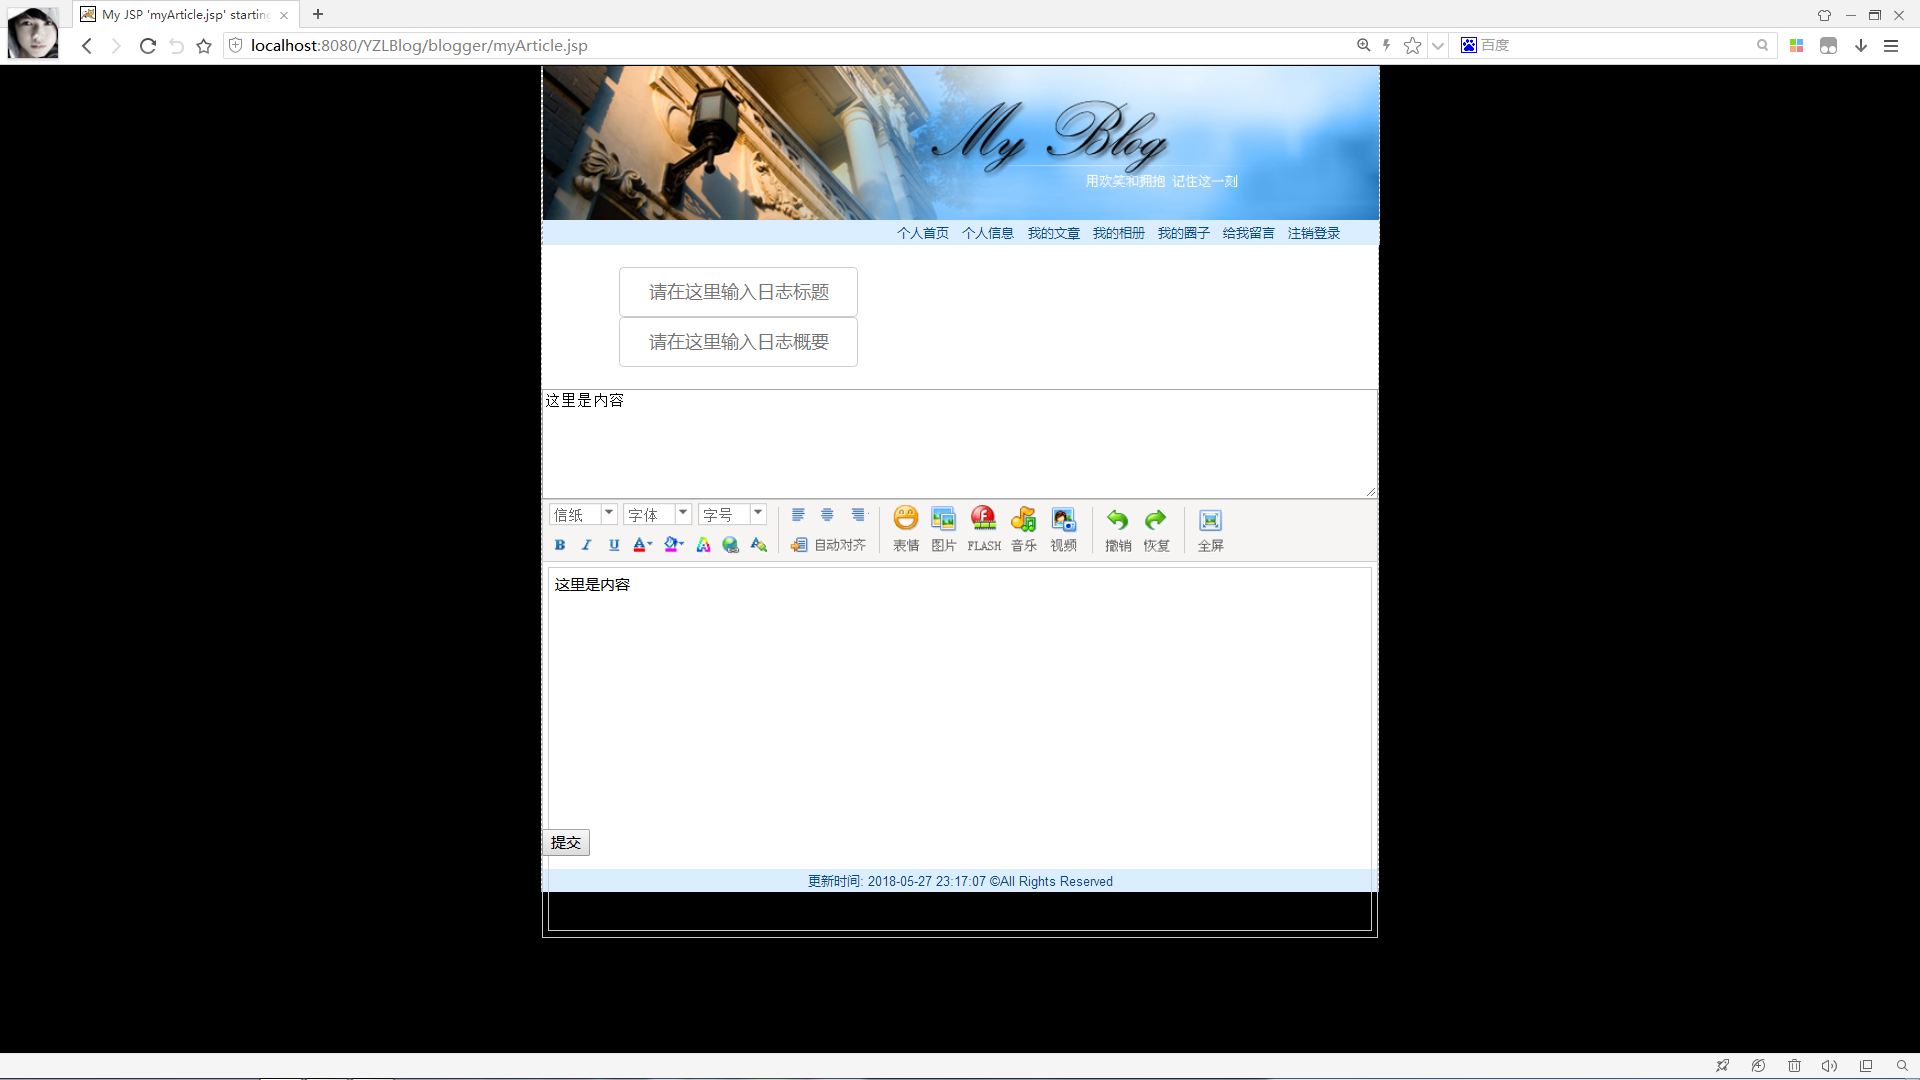 My JSP 'myArticle.jsp' starting
localhost:8080/YZLBlog/blogger/myArticle.jsp
百度
My Blog
用欢笑和拥抱 记住这一刻
个人首页 个人信息 我的文章 我的相册 我的圈子 给我留言 注销登录
请在这里输入日志标题
请在这里输入日志概要
这里是内容
信纸 字体 字号
B I U A A 自动对齐 表情 图片 FLASH 音乐 视频 撤销 恢复 全屏
这里是内容
提交
更新时间: 2018-05-27 23:17:07 ©All Rights Reserved